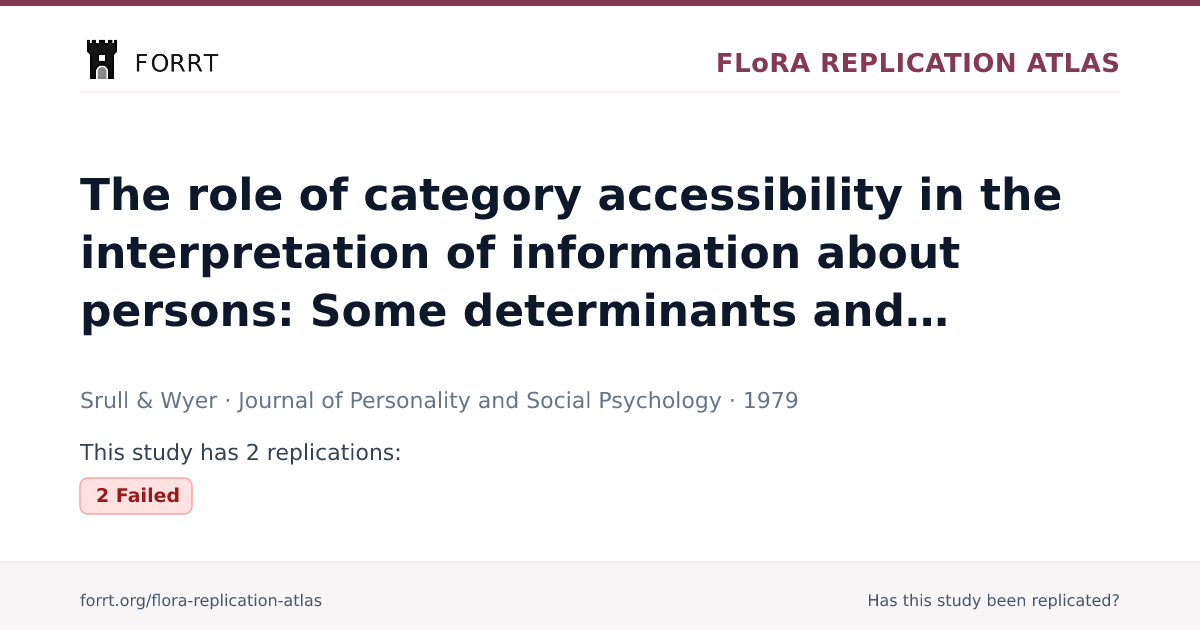 FORRT
FLoRA REPLICATION ATLAS
The role of category accessibility in the
interpretation of information about
persons: Some determinants and…
Srull & Wyer · Journal of Personality and Social Psychology · 1979
This study has 2 replications:
2 Failed
forrt.org/flora-replication-atlas
Has this study been replicated?